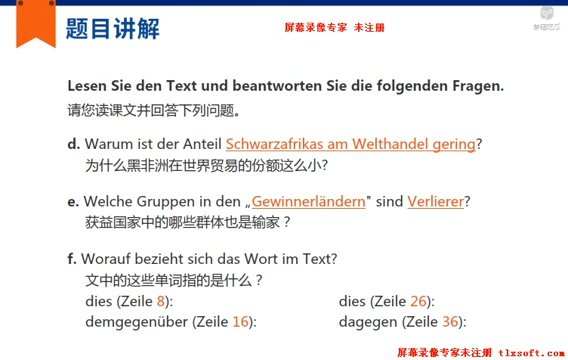 题目讲解
屏幕录像专家 未注册
Lesen Sie den Text und beantworten Sie die folgenden Fragen.
请您读课文并回答下列问题。
d. Warum ist der Anteil Schwarzafrikas am Welthandel gering?
为什么黑非洲在世界贸易的份额这么小?
e. Welche Gruppen in den „Gewinnerländern" sind Verlierer?
获益国家中的哪些群体也是输家？
f. Worauf bezieht sich das Wort im Text?
文中的这些单词指的是什么？
dies (Zeile 8): dies (Zeile 26):
demgegenüber (Zeile 16): dagegen (Zeile 36):
屏幕录像专家未注册 tlxsoft.com